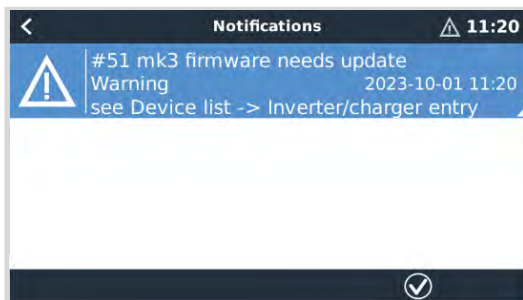 Notifications 11:20
#51 mk3 firmware needs update
Warning 2023-10-01 11:20
see Device list -> Inverter/charger entry